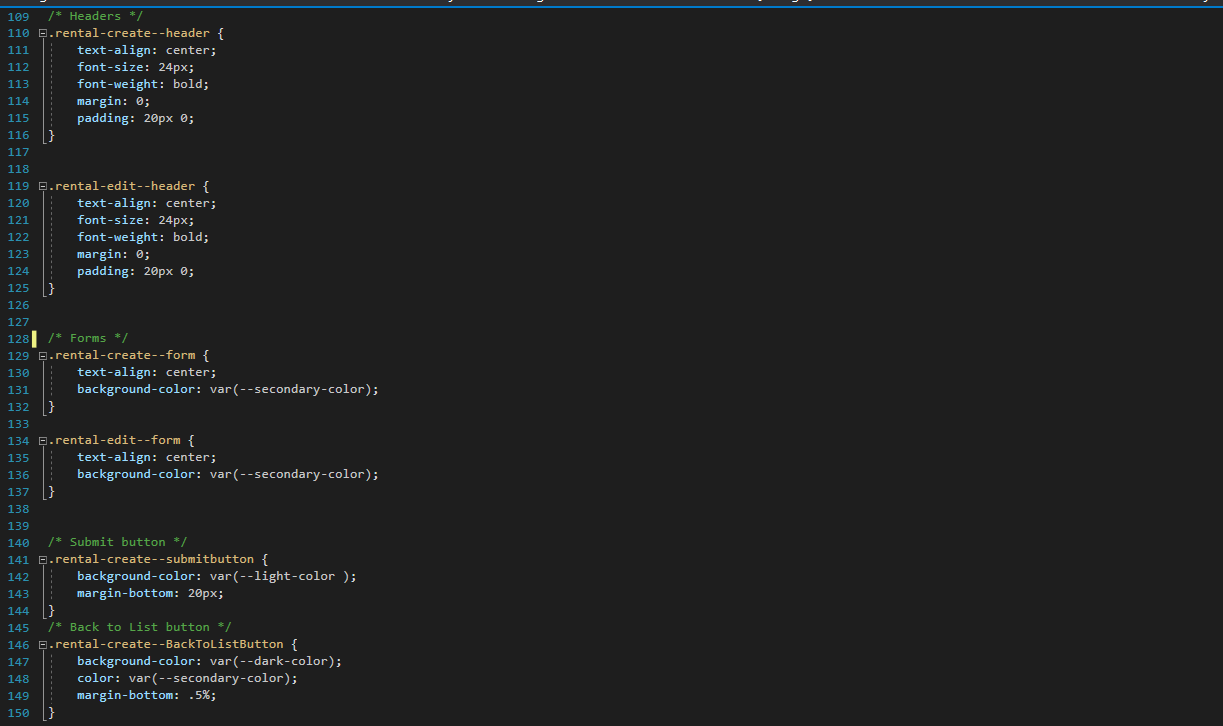 109 /* Headers */
110 .rental-create--header {
111 text-align: center;
112 font-size: 24px;
113 font-weight: bold;
114 margin: 0;
115 padding: 20px 0;
116 }
117
118
119 .rental-edit--header {
120 text-align: center;
121 font-size: 24px;
122 font-weight: bold;
123 margin: 0;
124 padding: 20px 0;
125 }
126
127
128 /* Forms */
129 .rental-create--form {
130 text-align: center;
131 background-color: var(--secondary-color);
132 }
133
134 .rental-edit--form {
135 text-align: center;
136 background-color: var(--secondary-color);
137 }
138
139
140 /* Submit button */
141 .rental-create--submitbutton {
142 background-color: var(--light-color );
143 margin-bottom: 20px;
144 }
145 /* Back to List button */
146 .rental-create--BackToListButton {
147 background-color: var(--dark-color);
148 color: var(--secondary-color);
149 margin-bottom: .5%;
150 }